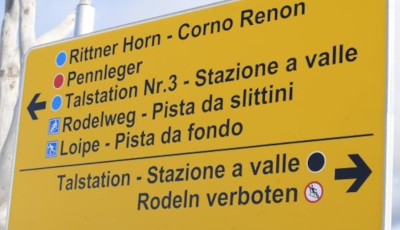 Rittner Horn - Corno Renon
Pennleger
Talstation Nr.3 - Stazione a valle
Rodelweg - Pista da slittini
Loipe - Pista da fondo
Talstation - Stazione a valle
Rodeln verboten